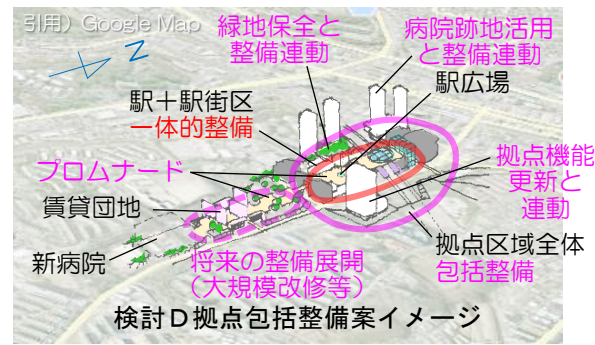 引用）Google Map
緑地保全と
整備連動
病院跡地活用
と整備連動
N
駅広場
駅＋駅街区
一体的整備
プロムナード
拠点機能
更新と
連動
賃貸団地
新病院
拠点区域全体
包括整備
将来の整備展開
（大規模改修等）
検討Ｄ拠点包括整備案イメージ